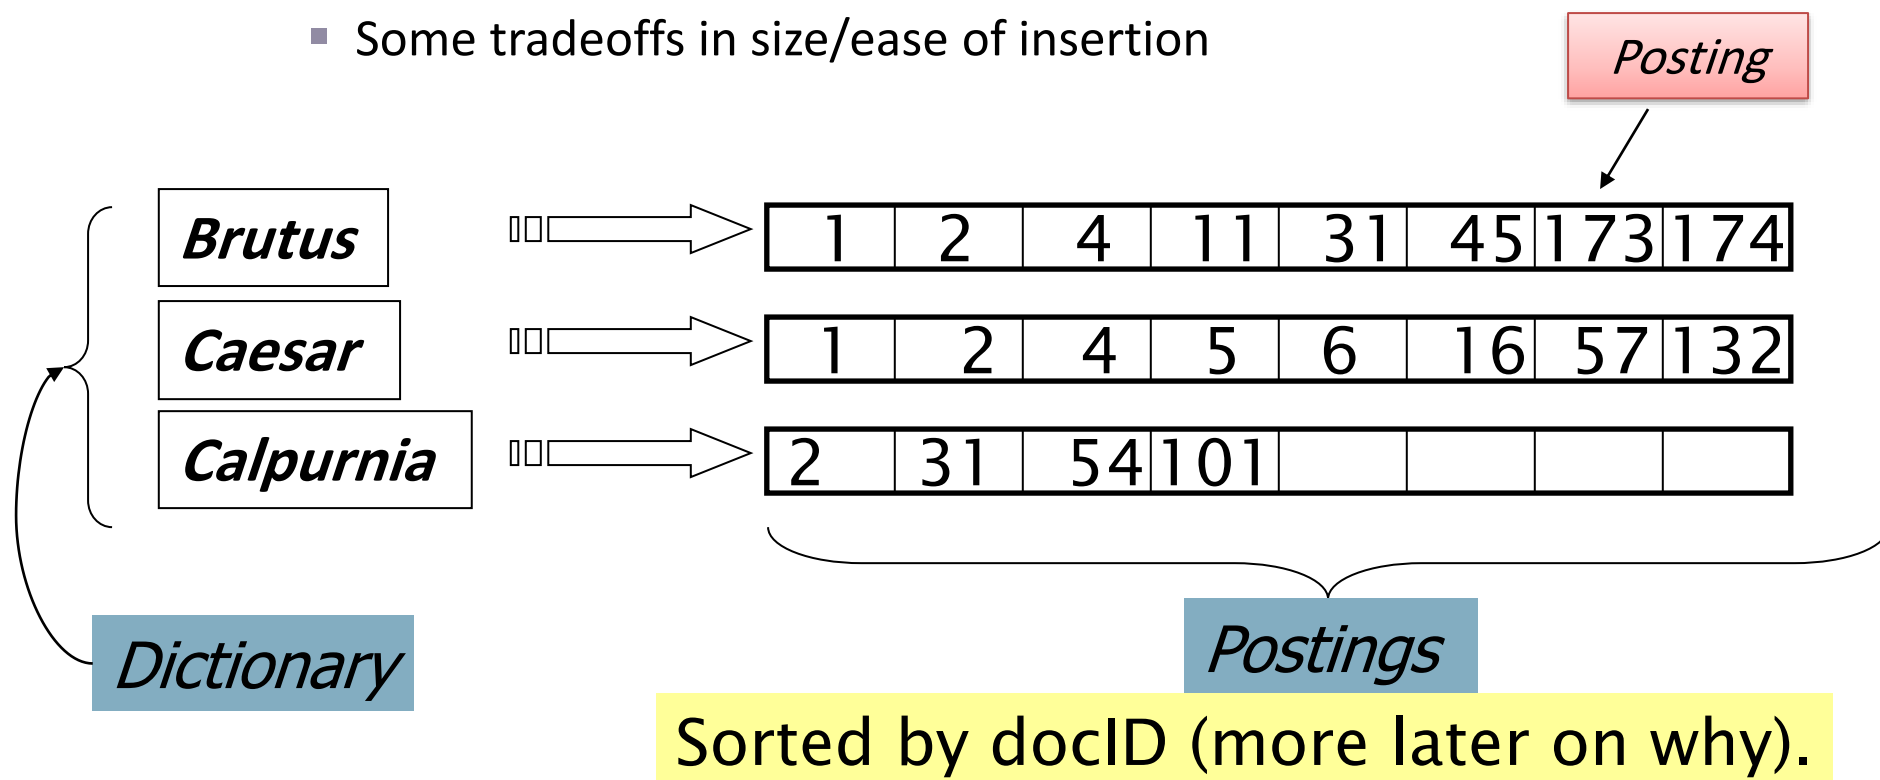 ▪ Some tradeoffs in size/ease of insertion
Posting
Brutus 1 2 4 11 31 45 173 174
Caesar 1 2 4 5 6 16 57 132
Calpurnia 2 31 54 101
Dictionary
Postings
Sorted by docID (more later on why).